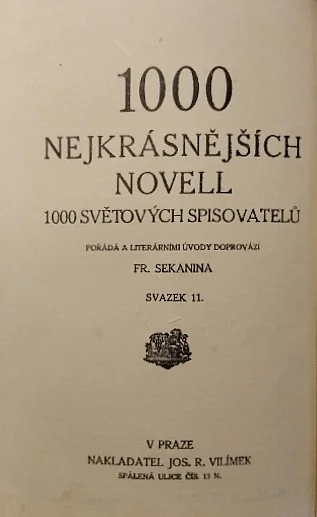 1000
NEJKRÁSNĚJŠÍCH
NOVELL
1000 SVĚTOVÝCH SPISOVATELŮ
POŘÁDÁ A LITERÁRNÍMI ÚVODY DOPROVÁZÍ
FR. SEKANINA
SVAZEK 11.
V PRAZE
NAKLADATEL JOS. R. VILÍMEK
SPÁLENÁ ULICE ČÍS. 13 N.